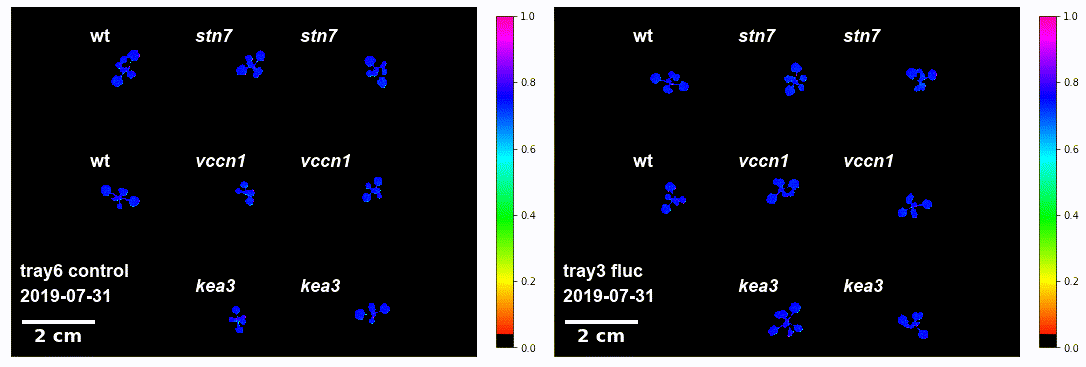 wt stn7 stn7
wt vccn1 vccn1
kea3 kea3
tray6 control
2019-07-31
2 cm
1.0
0.8
0.6
0.4
0.2
0.0
wt stn7 stn7
wt vccn1 vccn1
kea3 kea3
tray3 fluc
2019-07-31
2 cm
1.0
0.8
0.6
0.4
0.2
0.0